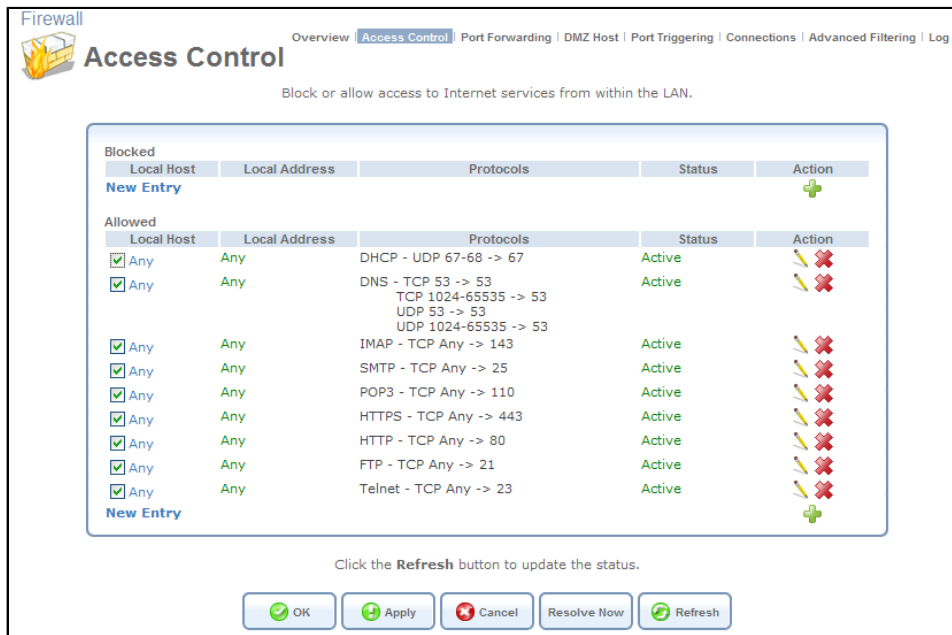 Firewall
Overview | Access Control | Port Forwarding | DMZ Host | Port Triggering | Connections | Advanced Filtering | Log
Access Control
Block or allow access to Internet services from within the LAN.
Blocked
Local Host Local Address Protocols Status Action
New Entry
Allowed
Local Host Local Address Protocols Status Action
Any Any DHCP - UDP 67-68 -> 67 Active
Any Any DNS - TCP 53 -> 53 Active
TCP 1024-65535 -> 53
UDP 53 -> 53
UDP 1024-65535 -> 53
Any Any IMAP - TCP Any -> 143 Active
Any Any SMTP - TCP Any -> 25 Active
Any Any POP3 - TCP Any -> 110 Active
Any Any HTTPS - TCP Any -> 443 Active
Any Any HTTP - TCP Any -> 80 Active
Any Any FTP - TCP Any -> 21 Active
Any Any Telnet - TCP Any -> 23 Active
New Entry
Click the Refresh button to update the status.
OK Apply Cancel Resolve Now Refresh